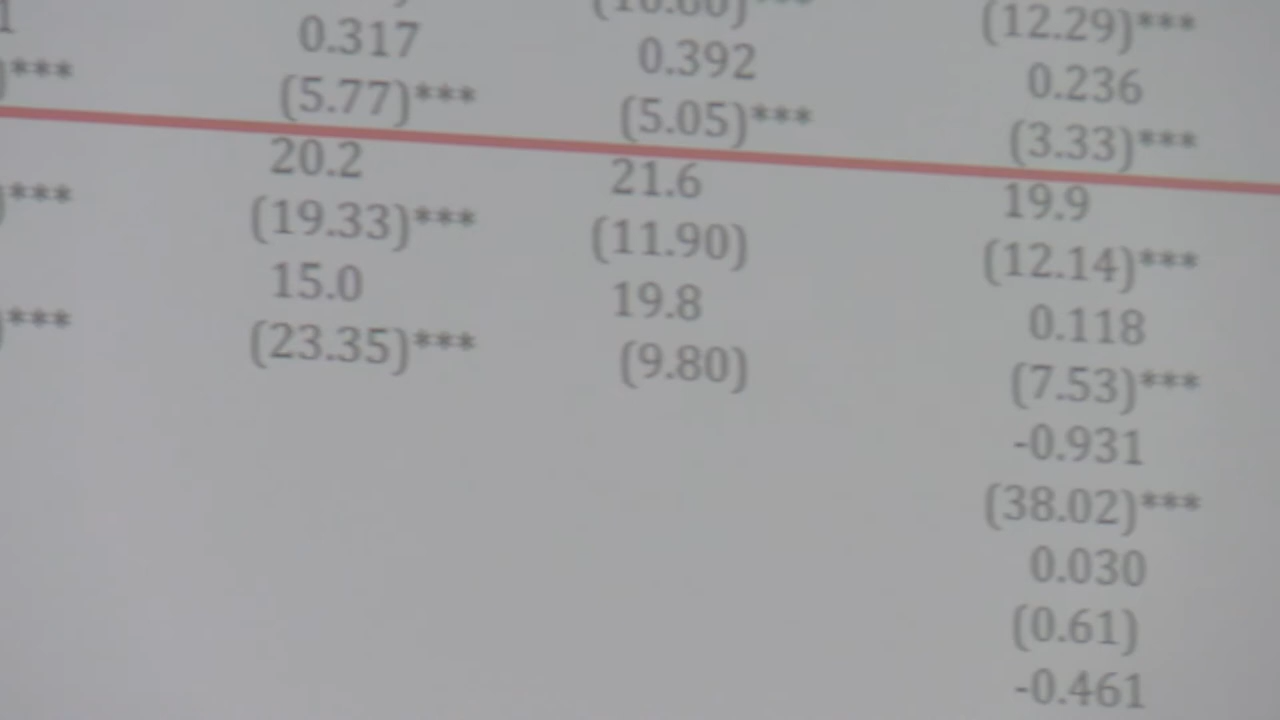 (12.29)***
0.317 0.392 0.236
)*** (5.77)*** (5.05)*** (3.33)***
20.2 21.6 19.9
)*** (19.33)*** (11.90) (12.14)***
15.0 19.8 0.118
)*** (23.35)*** (9.80) (7.53)***
-0.931
(38.02)***
0.030
(0.61)
-0.461